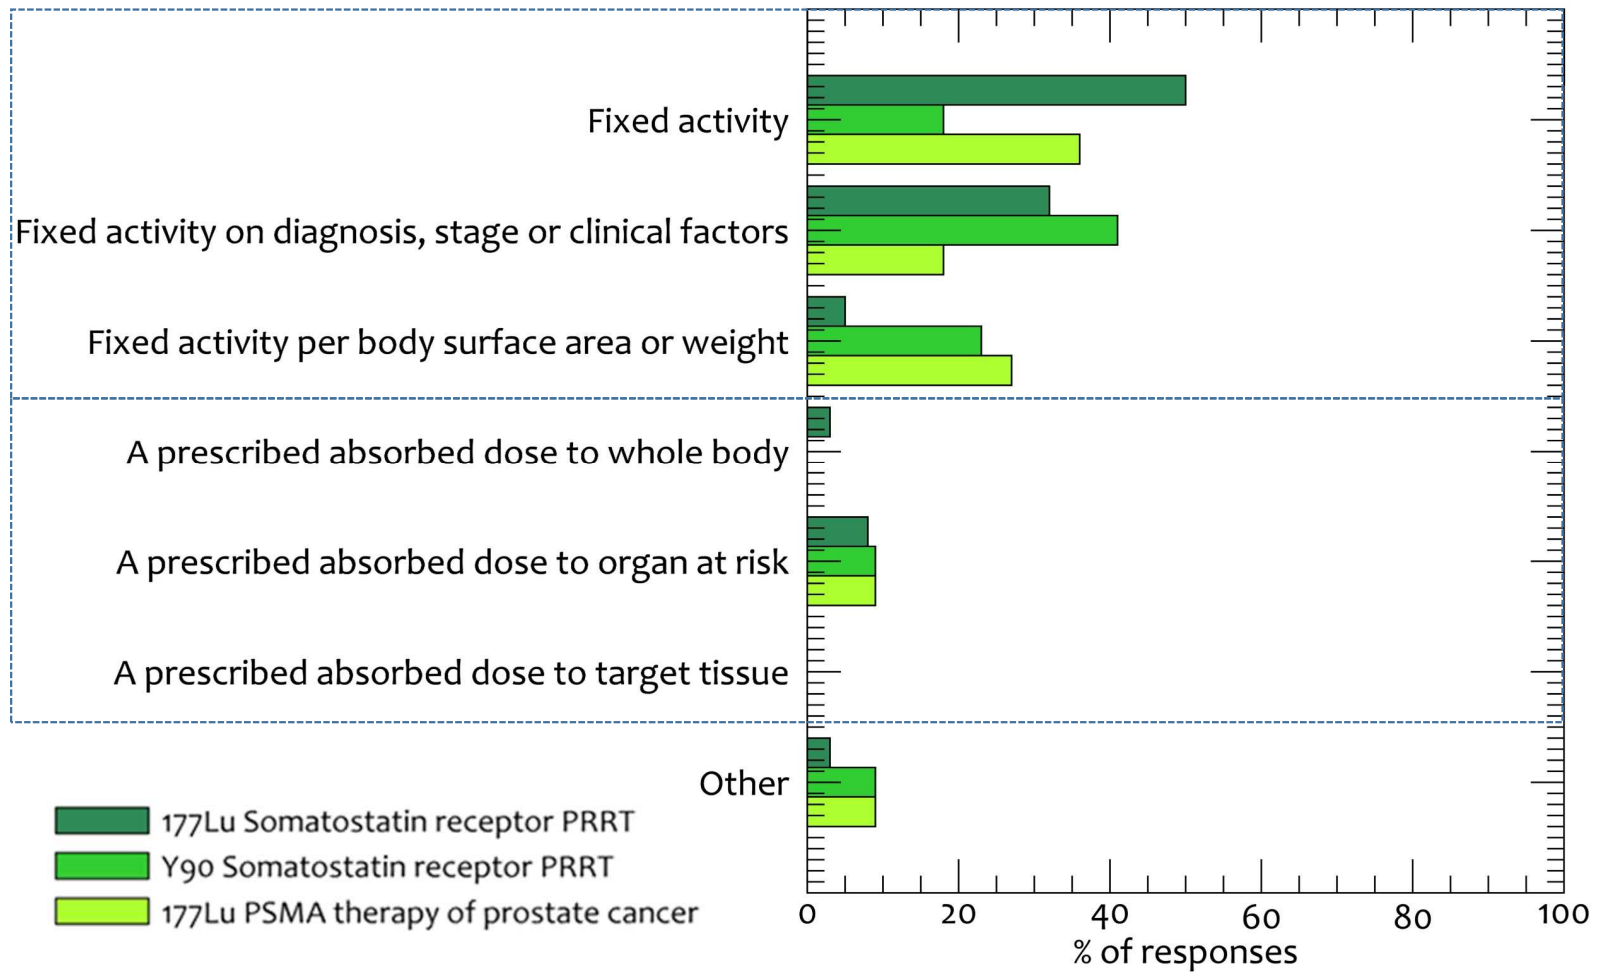 Fixed activity
Fixed activity on diagnosis, stage or clinical factors
Fixed activity per body surface area or weight
A prescribed absorbed dose to whole body
A prescribed absorbed dose to organ at risk
A prescribed absorbed dose to target tissue
Other
177Lu Somatostatin receptor PRRT
Y90 Somatostatin receptor PRRT
177Lu PSMA therapy of prostate cancer
0 20 40 60 80 100
% of responses